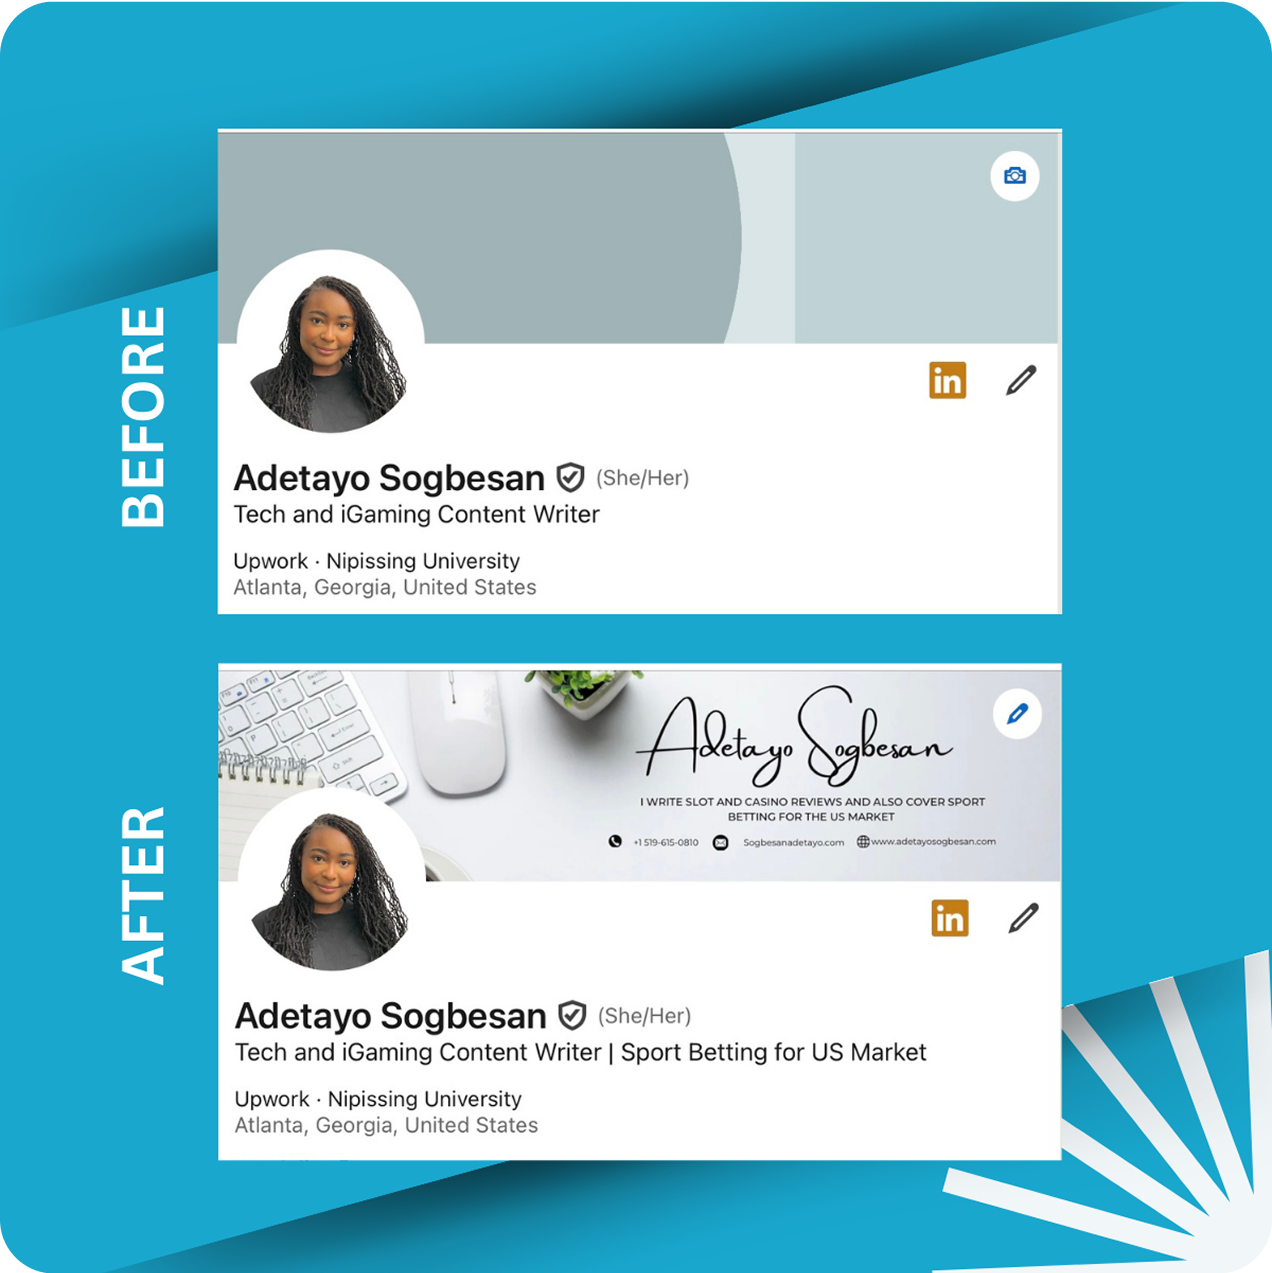 BEFORE
in
Adetayo Sogbesan (She/Her)
Tech and iGaming Content Writer
Upwork · Nipissing University
Atlanta, Georgia, United States
AFTER
Adetayo Sogbesan
I WRITE SLOT AND CASINO REVIEWS AND ALSO COVER SPORT
BETTING FOR THE US MARKET
+1 519-615-0810 Sogbesanadetayo.com www.adetayosogbesan.com
in
Adetayo Sogbesan (She/Her)
Tech and iGaming Content Writer | Sport Betting for US Market
Upwork · Nipissing University
Atlanta, Georgia, United States